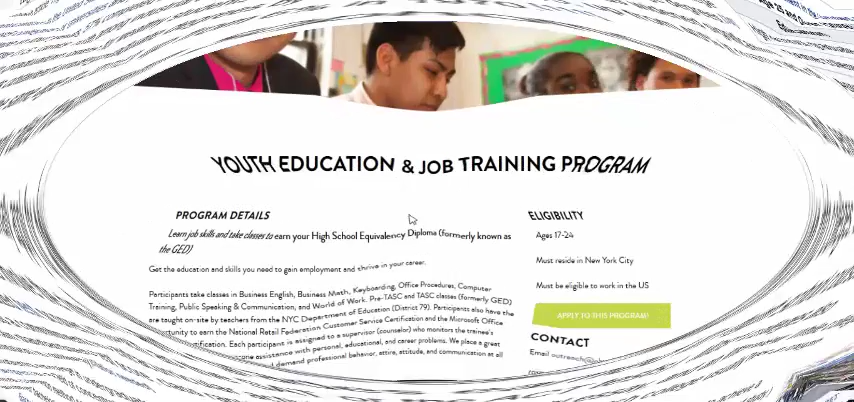 YOUTH EDUCATION & JOB TRAINING PROGRAM
PROGRAM DETAILS
Learn job skills and take classes to earn your High School Equivalency Diploma (formerly known as
the GED)
Get the education and skills you need to gain employment and thrive in your career.
Participants take classes in Business English, Business Math, Keyboarding, Office Procedures, Computer
Training, Public Speaking & Communication, and World of Work. Pre-TASC and TASC classes (formerly GED)
are taught on-site by teachers from the NYC Department of Education (District 79). Participants also have the
to earn the National Retail Federation Customer Service Certification and the Microsoft Office
Each participant is assigned to a supervisor (counselor) who monitors the trainee's
assistance with personal, educational, and career problems. We place a great
demand professional behavior, attire, attitude, and communication at all
ELIGIBILITY
Ages 17-24
Must reside in New York City
Must be eligible to work in the US
APPLY TO THIS PROGRAM!
CONTACT
Email